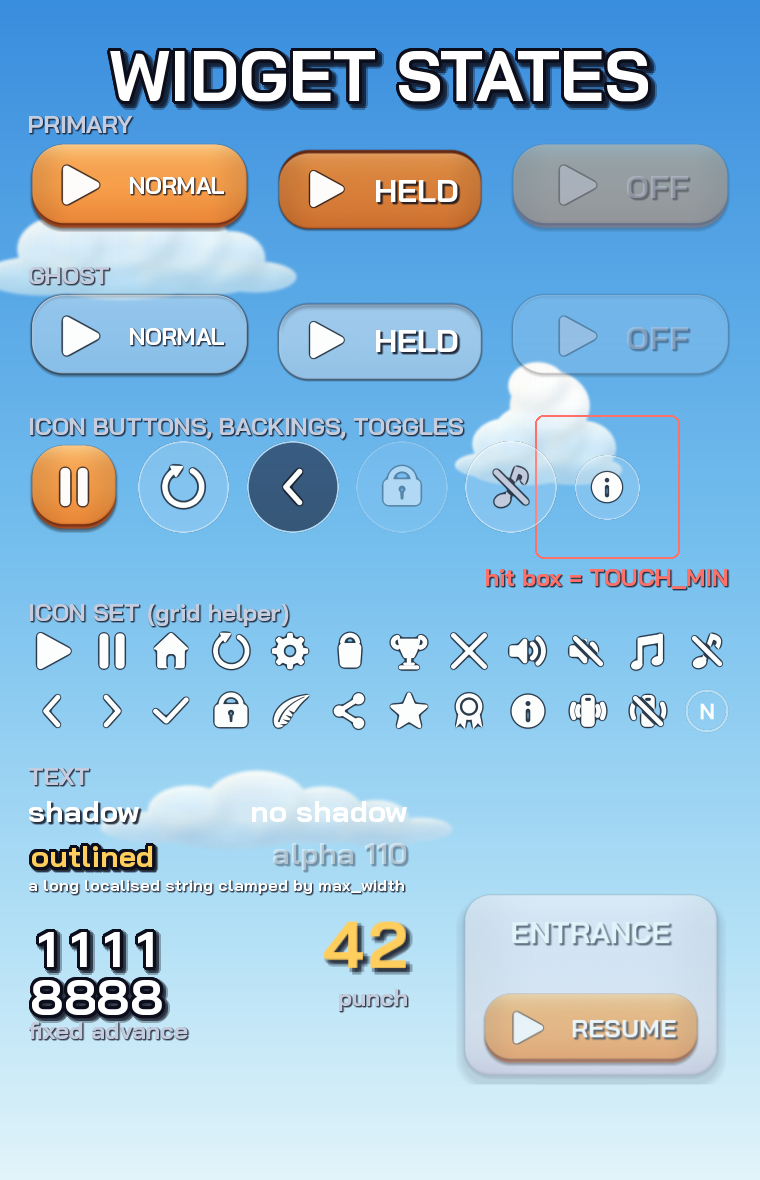 WIDGET STATES
PRIMARY
NORMAL
HELD
OFF
GHOST
NORMAL
HELD
OFF
ICON BUTTONS, BACKINGS, TOGGLES
hit box = TOUCH_MIN
ICON SET (grid helper)
N
TEXT
shadow
no shadow
outlined
alpha 110
a long localised string clamped by max_width
1111
8888
fixed advance
42
punch
ENTRANCE
RESUME